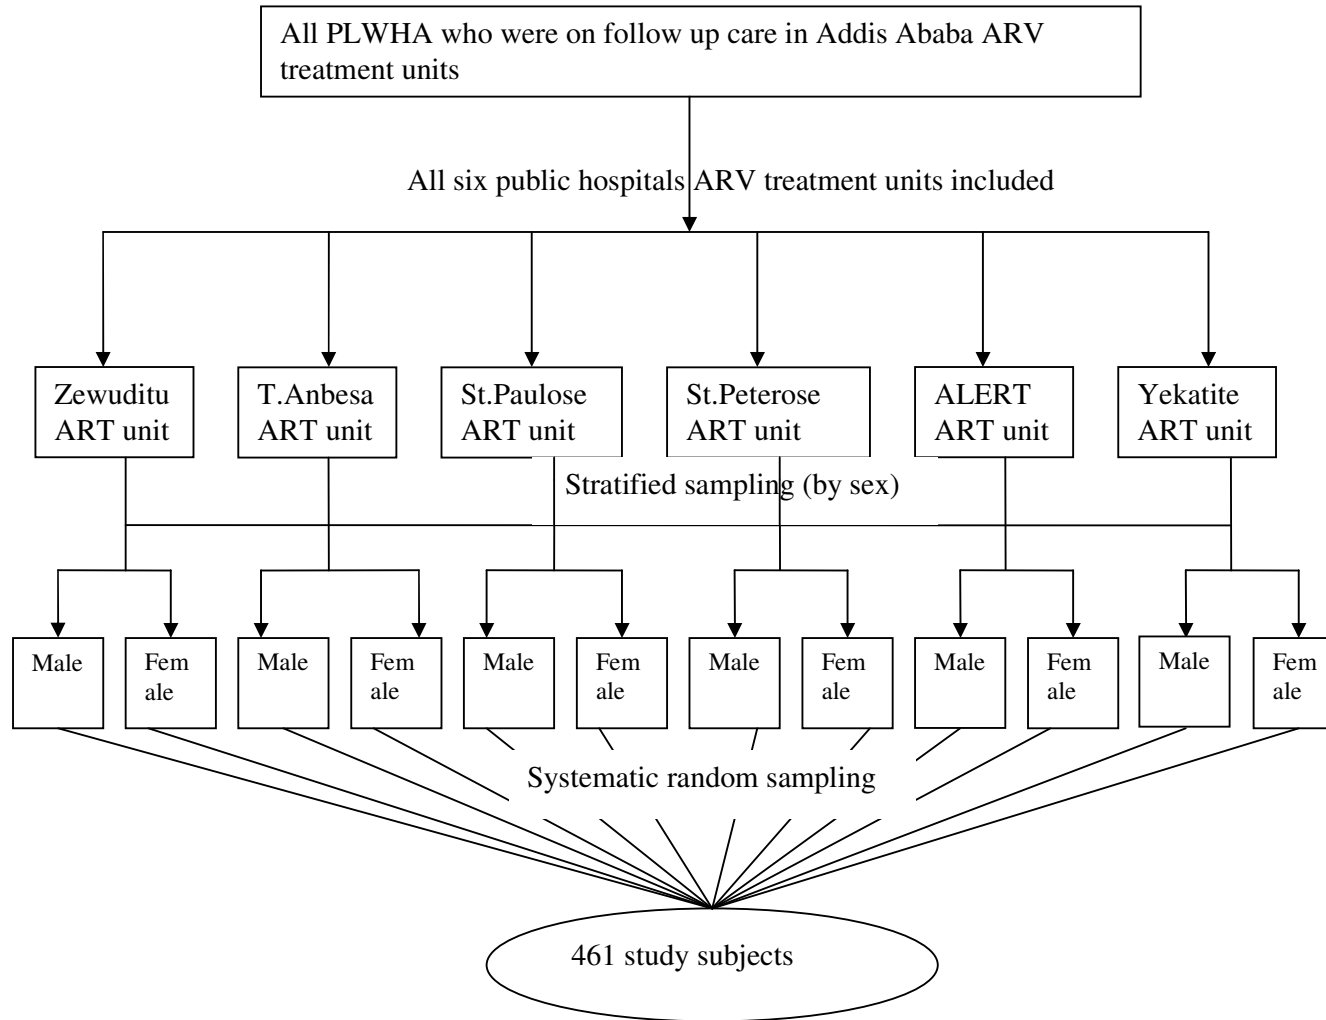 All PLWHA who were on follow up care in Addis Ababa ARV
treatment units
All six public hospitals ARV treatment units included
Zewuditu
ART unit
T.Anbesa
ART unit
St.Paulose
ART unit
St.Peterose
ART unit
ALERT
ART unit
Yekatite
ART unit
Stratified sampling (by sex)
Male
Fem
ale
Male
Fem
ale
Male
Fem
ale
Male
Fem
ale
Male
Fem
ale
Male
Fem
ale
Systematic random sampling
461 study subjects